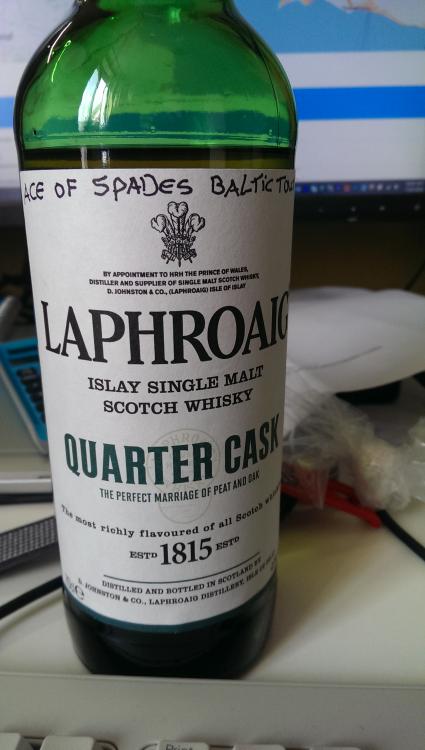 ACE OF SPADES BALTIC
BY APPOINTMENT TO HRH THE PRINCE OF WALES,
DISTILLER AND SUPPLIER OF SINGLE MALT SCOTCH WHISKY,
D. JOHNSTON & CO., (LAPHROAIG) ISLE OF ISLAY
LAPHROAIG
ISLAY SINGLE MALT
SCOTCH WHISKY
QUARTER CASK
THE PERFECT MARRIAGE OF PEAT AND OAK
The most richly flavoured of all Scotch
ESTD 1815 ESTD
DISTILLED AND BOTTLED IN SCOTLAND BY
D. JOHNSTON & CO., LAPHROAIG DISTILLERY, ISLE OF